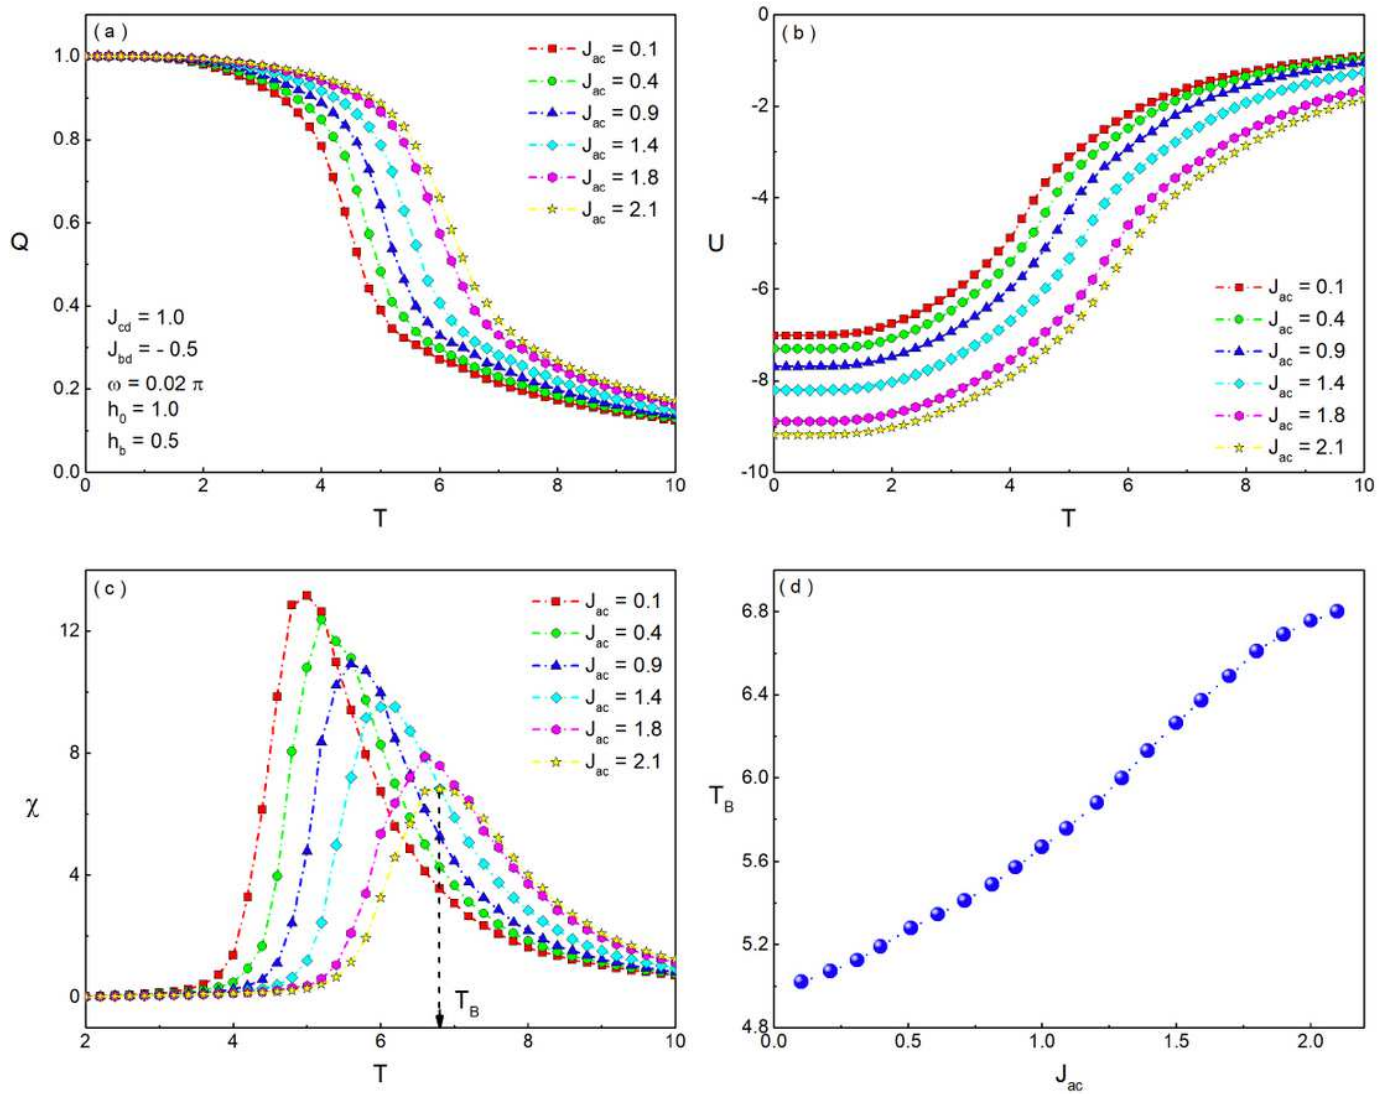 ( a )
1.0
0.8
0.6
0.4
0.2
0.0
Q
0
2
4
6
8
10
T
J_ac = 0.1
J_ac = 0.4
J_ac = 0.9
J_ac = 1.4
J_ac = 1.8
J_ac = 2.1
J_cd = 1.0
J_bd = - 0.5
ω = 0.02 π
h_0 = 1.0
h_b = 0.5
( b )
0
-2
-4
-6
-8
-10
U
0
2
4
6
8
10
T
J_ac = 0.1
J_ac = 0.4
J_ac = 0.9
J_ac = 1.4
J_ac = 1.8
J_ac = 2.1
( c )
12
8
4
0
χ
2
4
6
8
10
T
J_ac = 0.1
J_ac = 0.4
J_ac = 0.9
J_ac = 1.4
J_ac = 1.8
J_ac = 2.1
T_B
( d )
6.8
6.4
6.0
5.6
5.2
4.8
T_B
0.0
0.5
1.0
1.5
2.0
J_ac